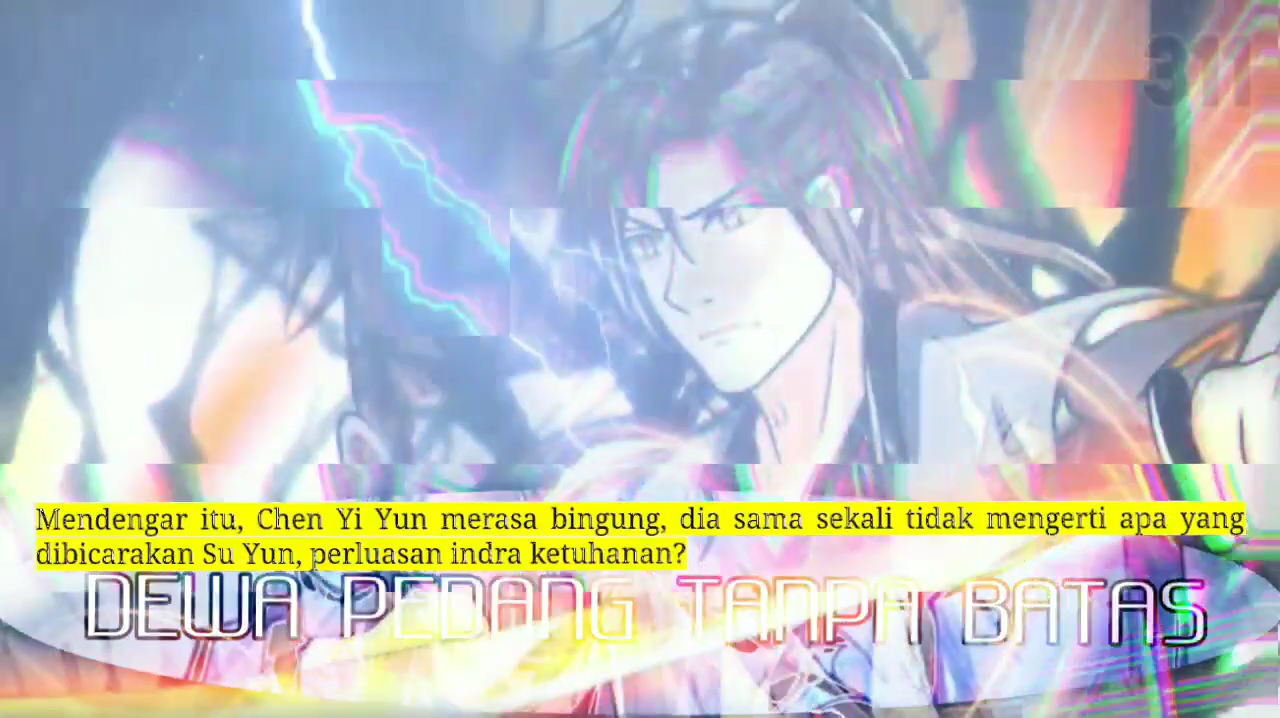 311
Mendengar itu, Chen Yi Yun merasa bingung, dia sama sekali tidak mengerti apa yang
dibicarakan Su Yun, perluasan indra ketuhanan?
DEWA PEDANG TANPA BATAS